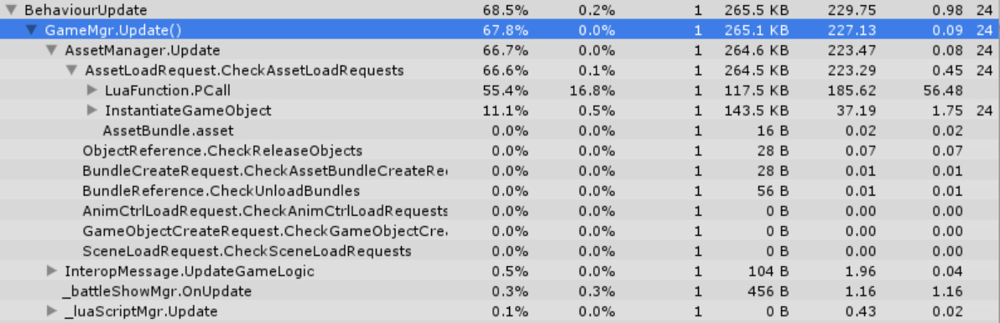 BehaviourUpdate 68.5% 0.2% 1 265.5 KB 229.75 0.98 24
GameMgr.Update() 67.8% 0.0% 1 265.1 KB 227.13 0.09 24
AssetManager.Update 66.7% 0.0% 1 264.6 KB 223.47 0.08 24
AssetLoadRequest.CheckAssetLoadRequests 66.6% 0.1% 1 264.5 KB 223.29 0.45 24
LuaFunction.PCall 55.4% 16.8% 1 117.5 KB 185.62 56.48
InstantiateGameObject 11.1% 0.5% 1 143.5 KB 37.19 1.75 24
AssetBundle.asset 0.0% 0.0% 1 16 B 0.02 0.02
ObjectReference.CheckReleaseObjects 0.0% 0.0% 1 28 B 0.07 0.07
BundleCreateRequest.CheckAssetBundleCreateRe 0.0% 0.0% 1 28 B 0.01 0.01
BundleReference.CheckUnloadBundles 0.0% 0.0% 1 56 B 0.01 0.01
AnimCtrlLoadRequest.CheckAnimCtrlLoadRequests 0.0% 0.0% 1 0 B 0.00 0.00
GameObjectCreateRequest.CheckGameObjectCre 0.0% 0.0% 1 0 B 0.00 0.00
SceneLoadRequest.CheckSceneLoadRequests 0.0% 0.0% 1 0 B 0.00 0.00
InteropMessage.UpdateGameLogic 0.5% 0.0% 1 104 B 1.96 0.04
_battleShowMgr.OnUpdate 0.3% 0.3% 1 456 B 1.16 1.16
_luaScriptMgr.Update 0.1% 0.0% 1 0 B 0.43 0.02